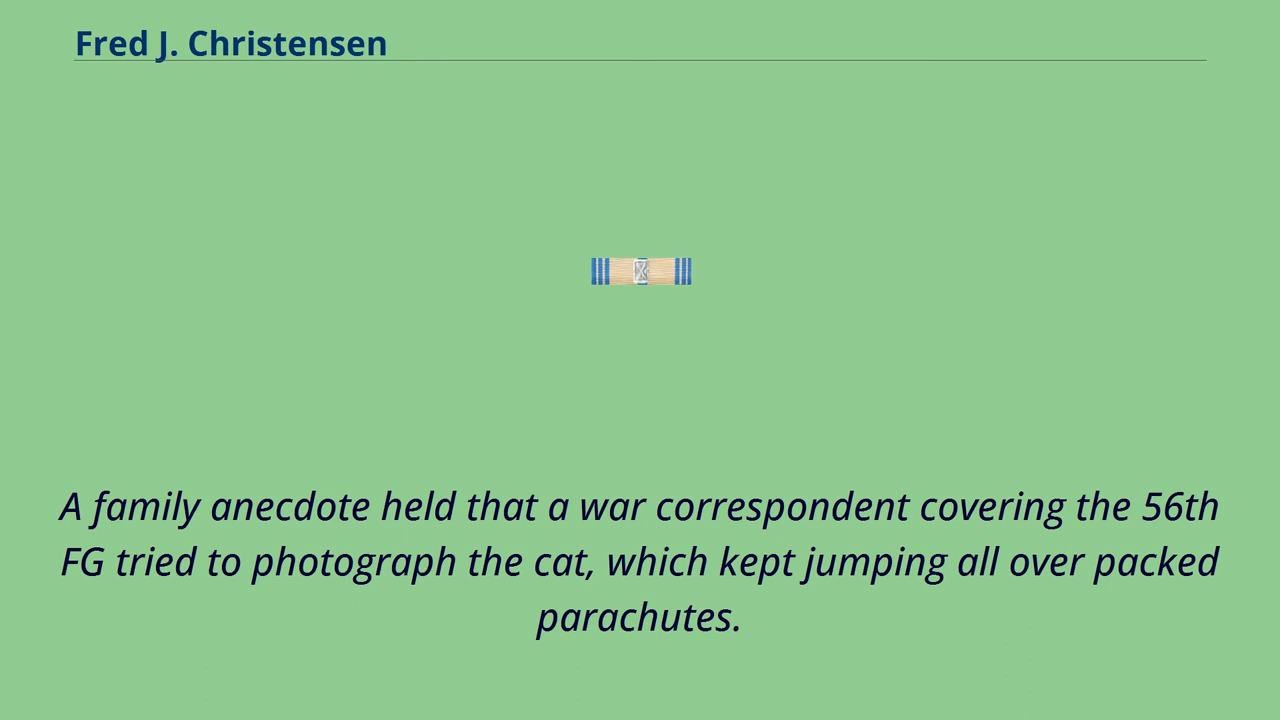 Fred J. Christensen
A family anecdote held that a war correspondent covering the 56th
FG tried to photograph the cat, which kept jumping all over packed
parachutes.